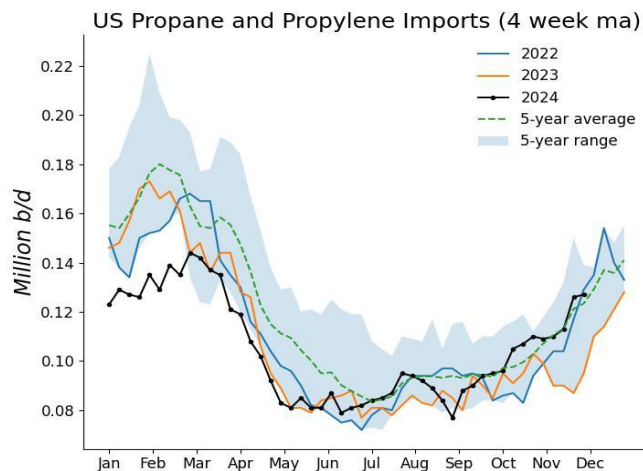 US Propane and Propylene Imports (4 week ma)
2022
2023
2024
5-year average
5-year range
Million b/d
0.22
0.20
0.18
0.16
0.14
0.12
0.10
0.08
Jan Feb Mar Apr May Jun Jul Aug Sep Oct Nov Dec